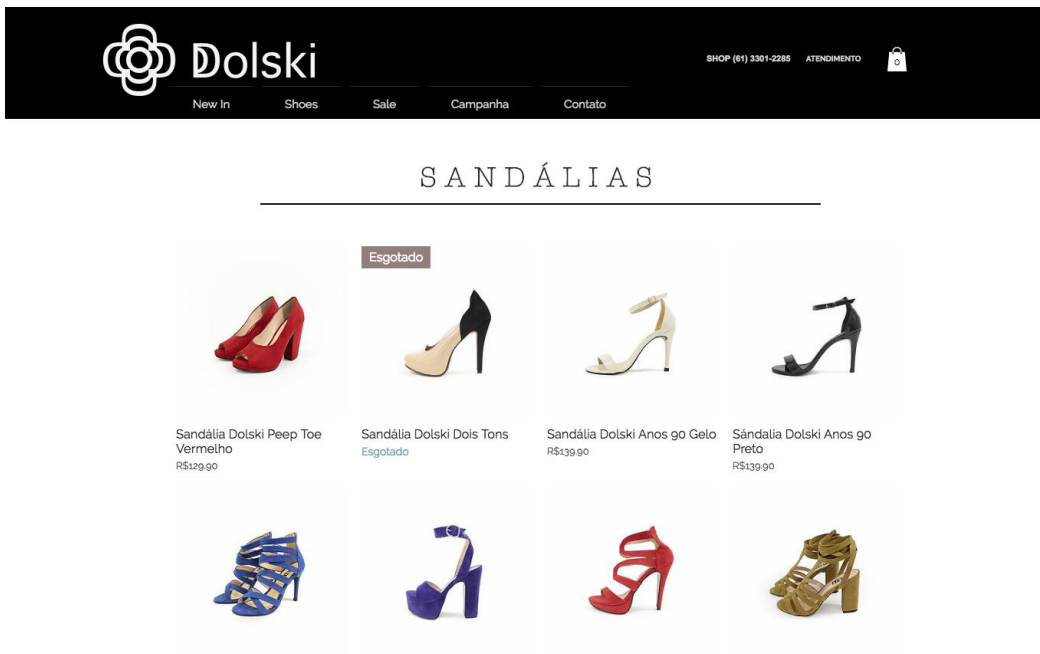 Dolski
SHOP (61) 3301-2285 ATENDIMENTO
0
New In Shoes Sale Campanha Contato
SANDÁLIAS
Esgotado
Sandália Dolski Peep Toe
Vermelho
R$129.90
Sandália Dolski Dois Tons
Esgotado
Sandália Dolski Anos 90 Gelo
R$139.90
Sándalia Dolski Anos 90
Preto
R$139.90